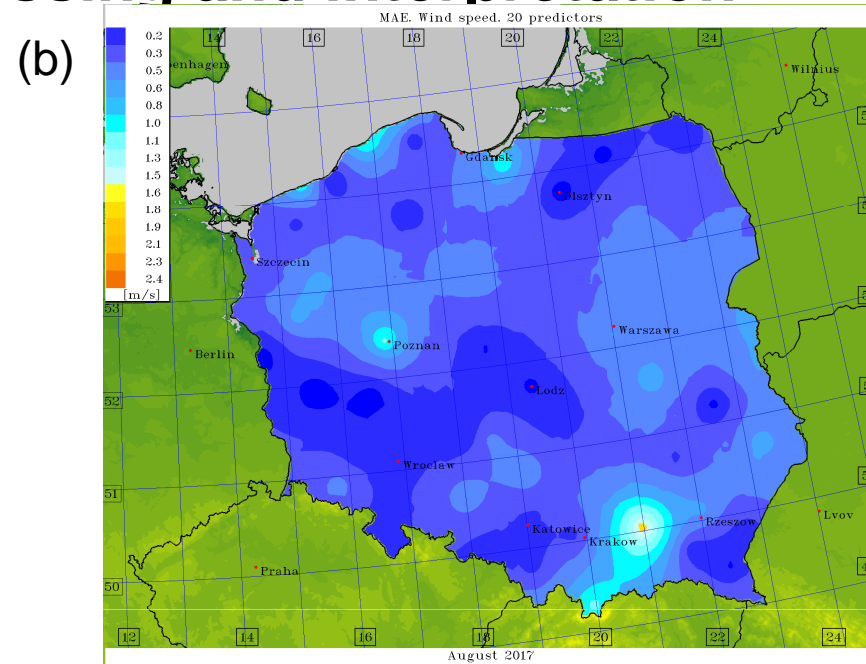 MAE. Wind speed. 20 predictors
(b)
0.2
0.3
0.5
0.6
0.8
1.0
1.1
1.3
1.5
1.6
1.8
1.9
2.1
2.3
2.4
[m/s]
14 16 18 20 22 24
Wilnius
Gdansk
Olsztyn
Szczecin
53
Warszawa
Poznan
Berlin
52
Lodz
Wroclaw
51
Katowice
Krakow
Rzeszow
Lvov
Praha
50
12 14 16 18 20 22 24
August 2017